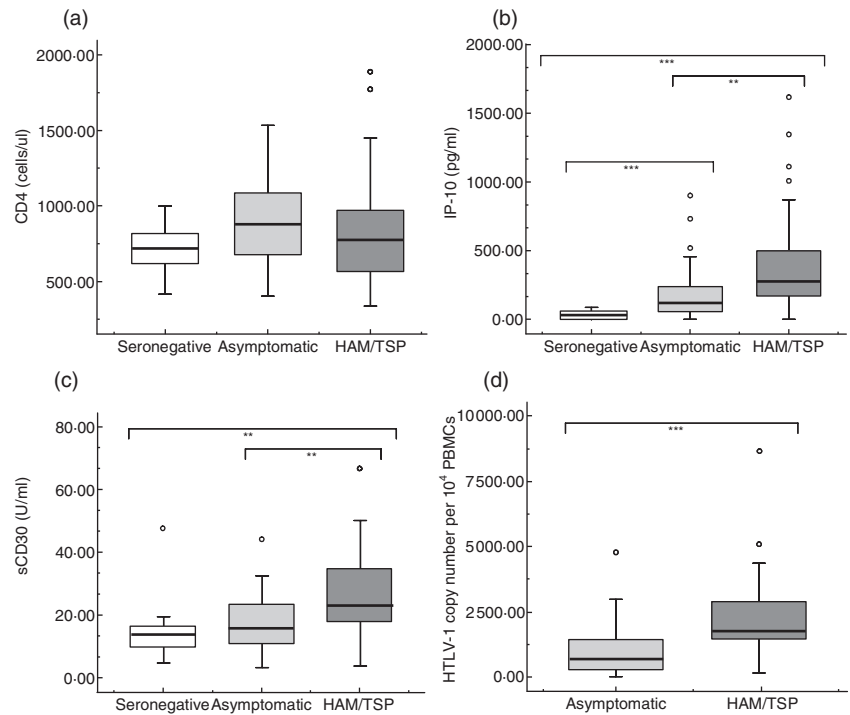 (a)
CD4 (cells/ul)
2000·00
1500·00
1000·00
500·00
Seronegative Asymptomatic HAM/TSP
(b)
IP-10 (pg/ml)
2000·00
1500·00
1000·00
500·00
0·00
***
**
***
Seronegative Asymptomatic HAM/TSP
(c)
sCD30 (U/ml)
80·00
60·00
40·00
20·00
0·00
**
**
Seronegative Asymptomatic HAM/TSP
(d)
HTLV-1 copy number per 10⁴ PBMCs
10000·00
7500·00
5000·00
2500·00
0·00
***
Asymptomatic HAM/TSP